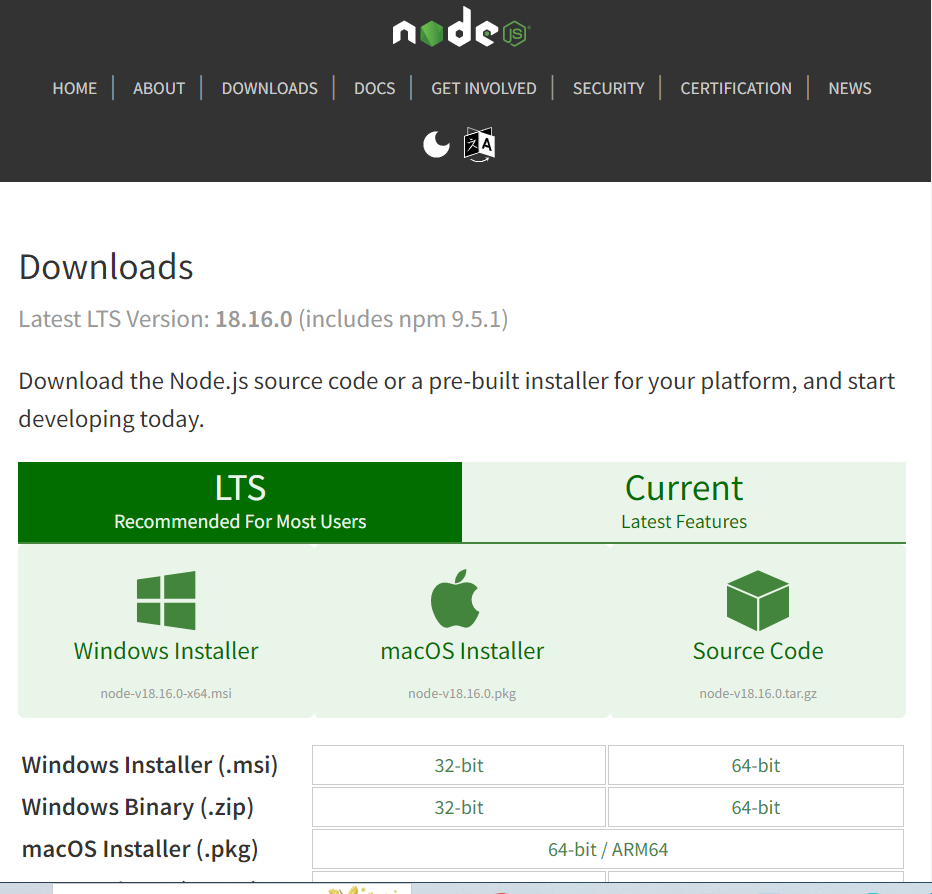 node JS
HOME ABOUT DOWNLOADS DOCS GET INVOLVED SECURITY CERTIFICATION NEWS
A
Downloads
Latest LTS Version: 18.16.0 (includes npm 9.5.1)
Download the Node.js source code or a pre-built installer for your platform, and start
developing today.
LTS Current
Recommended For Most Users Latest Features
Windows Installer macOS Installer Source Code
node-v18.16.0-x64.msi node-v18.16.0.pkg node-v18.16.0.tar.gz
Windows Installer (.msi) 32-bit 64-bit
Windows Binary (.zip) 32-bit 64-bit
macOS Installer (.pkg) 64-bit / ARM64